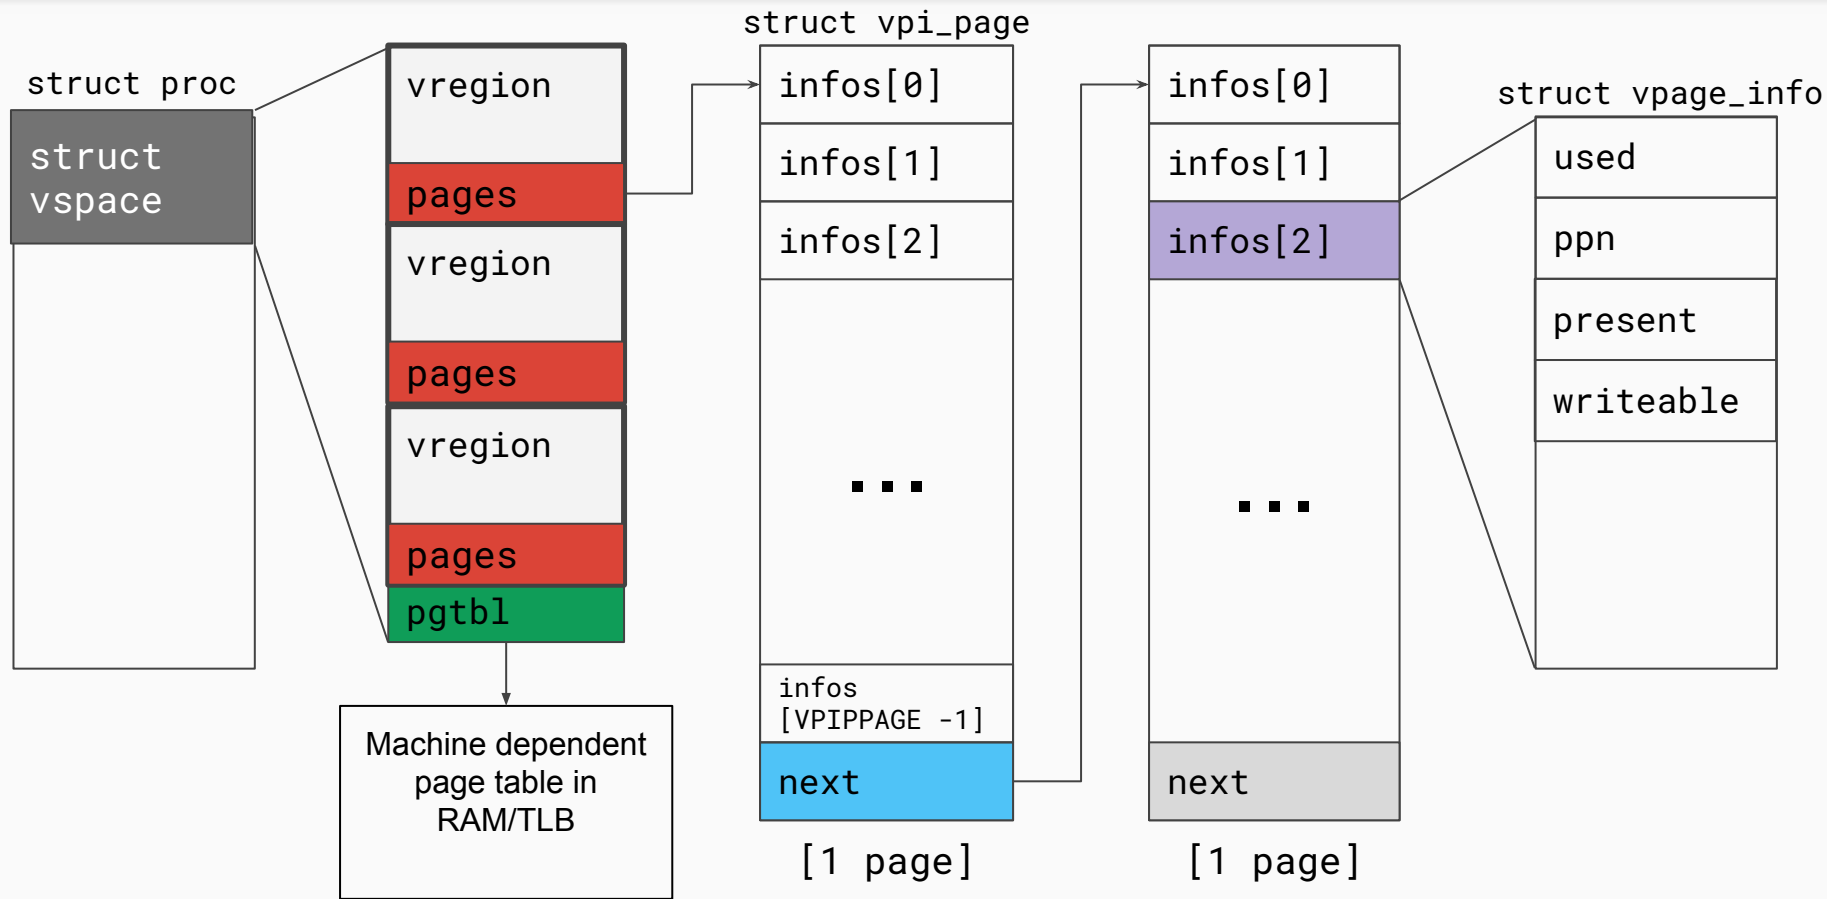 struct proc
struct
vspace
vregion
pages
vregion
pages
vregion
pages
pgtbl
Machine dependent
page table in
RAM/TLB
struct vpi_page
infos[0]
infos[1]
infos[2]
...
infos
[VPIPPAGE -1]
next
[1 page]
infos[0]
infos[1]
infos[2]
...
next
[1 page]
struct vpage_info
used
ppn
present
writeable